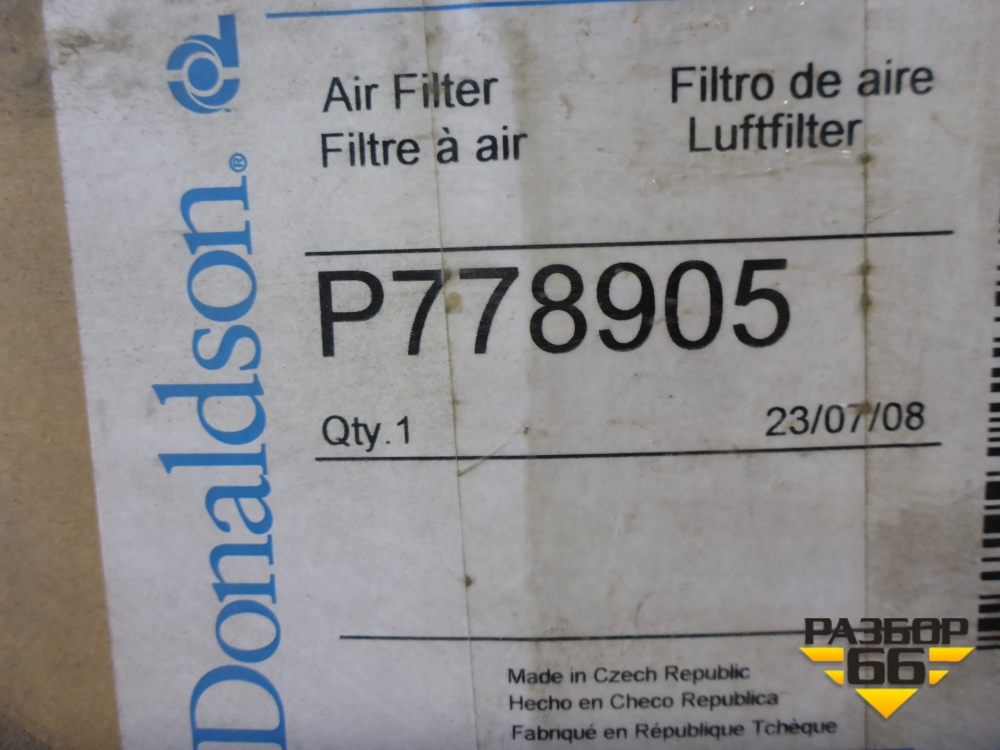 Donaldson.®
Air Filter
Filtre à air
Filtro de aire
Luftfilter
P778905
Qty.1
23/07/08
Made in Czech Republic
Hecho en Checo Republica
Fabriqué en République Tchèque
РАЗБОР
66